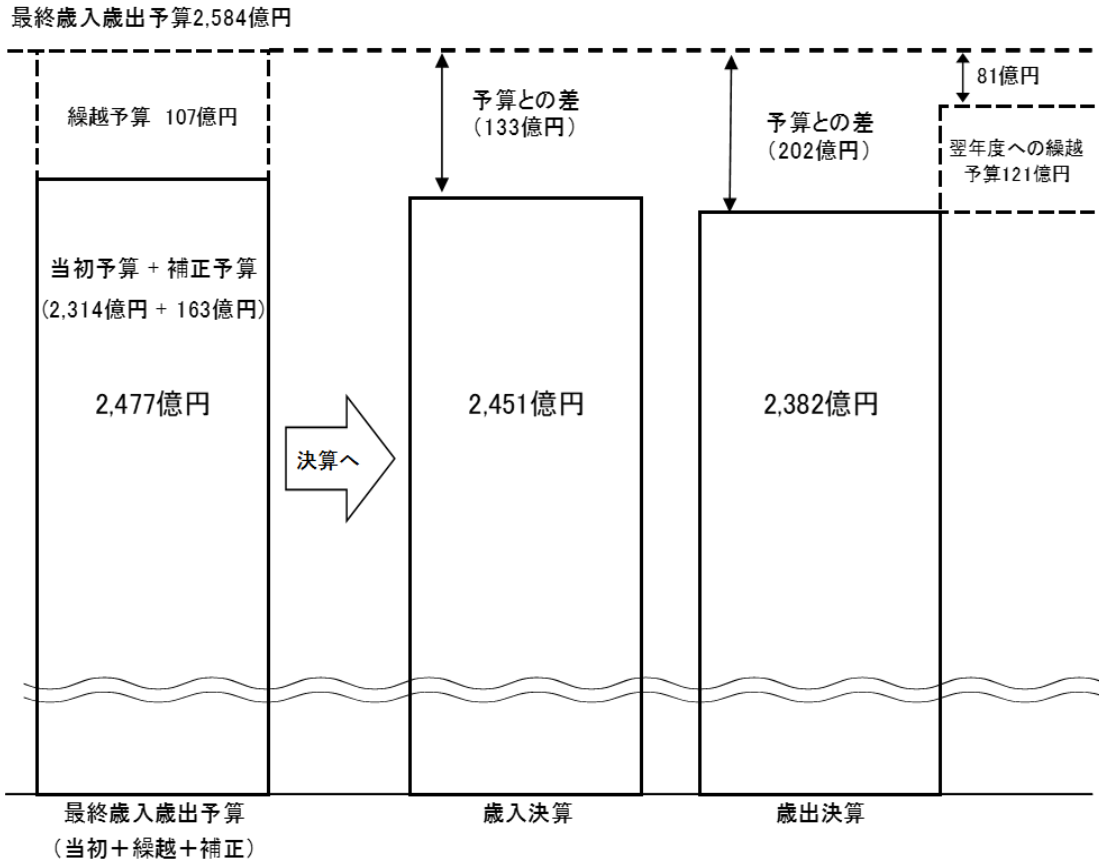 最終歳入歳出予算2,584億円
繰越予算 107億円
当初予算 + 補正予算
(2,314億円 + 163億円)
2,477億円
決算へ
予算との差
(133億円)
2,451億円
予算との差
(202億円)
2,382億円
81億円
翌年度への繰越
予算121億円
最終歳入歳出予算
(当初＋繰越＋補正)
歳入決算
歳出決算